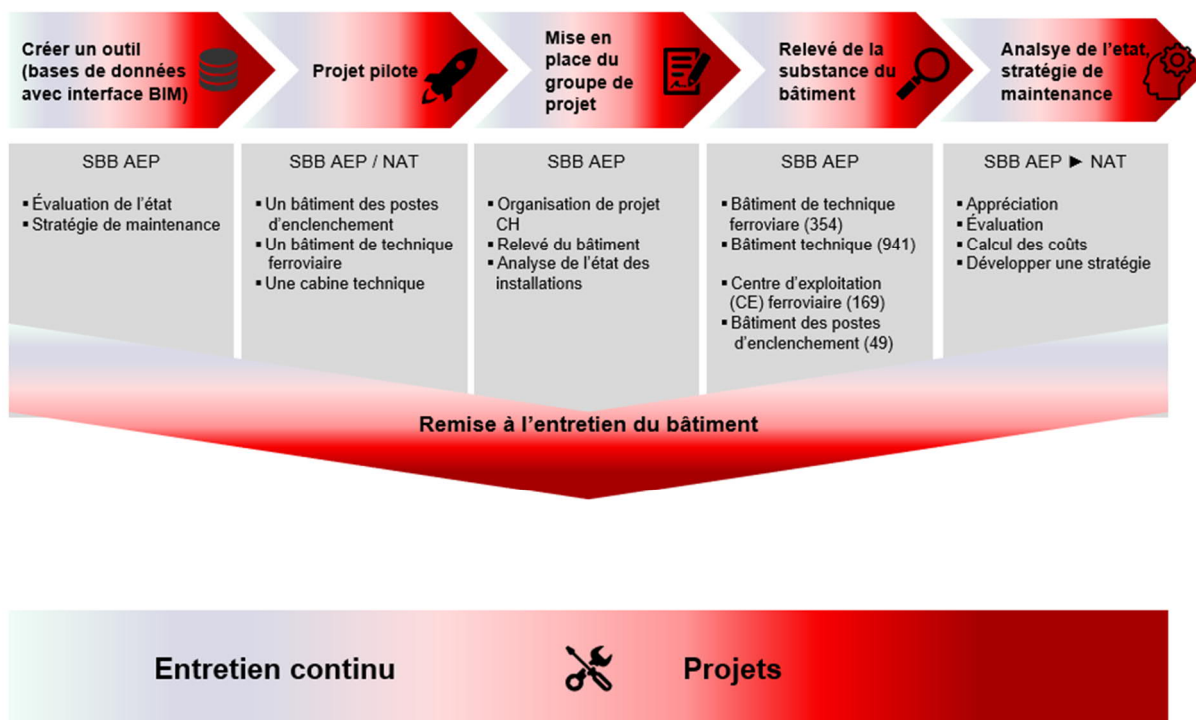 Créer un outil
(bases de données
avec interface BIM)
Projet pilote
Mise en
place du
groupe de
projet
Relevé de la
substance du
bâtiment
Analsye de l'etat,
stratégie de
maintenance
SBB AEP
▪ Évaluation de l'état
▪ Stratégie de maintenance
SBB AEP / NAT
▪ Un bâtiment des postes
d'enclenchement
▪ Un bâtiment de technique
ferroviaire
▪ Une cabine technique
SBB AEP
▪ Organisation de projet
CH
▪ Relevé du bâtiment
▪ Analyse de l'état des
installations
SBB AEP
▪ Bâtiment de technique
ferroviare (354)
▪ Bâtiment technique (941)
▪ Centre d'exploitation
(CE) ferroviaire (169)
▪ Bâtiment des postes
d'enclenchement (49)
SBB AEP ► NAT
▪ Appréciation
▪ Évaluation
▪ Calcul des coûts
▪ Développer une stratégie
Remise à l'entretien du bâtiment
Entretien continu
Projets